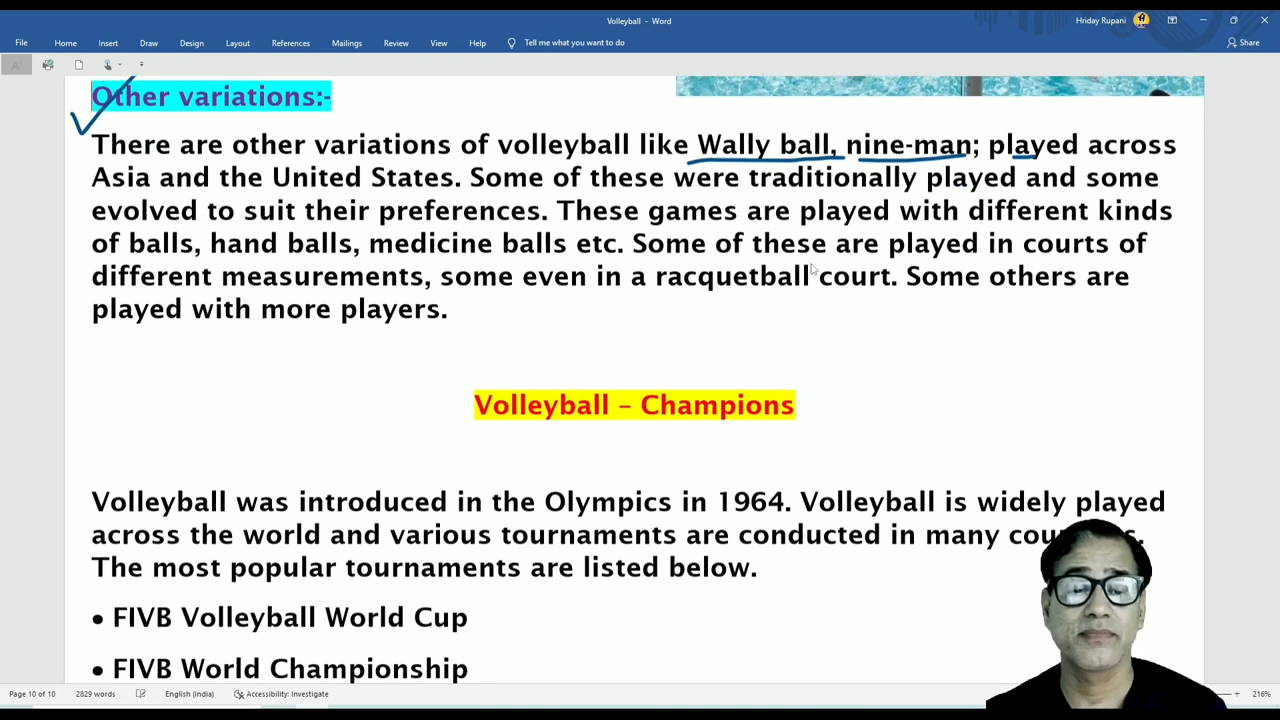 Volleyball - Word
Hriday Rupani
File Home Insert Draw Design Layout References Mailings Review View Help Tell me what you want to do Share
Other variations:-
There are other variations of volleyball like Wally ball, nine-man; played across
Asia and the United States. Some of these were traditionally played and some
evolved to suit their preferences. These games are played with different kinds
of balls, hand balls, medicine balls etc. Some of these are played in courts of
different measurements, some even in a racquetball court. Some others are
played with more players.
Volleyball – Champions
Volleyball was introduced in the Olympics in 1964. Volleyball is widely played
across the world and various tournaments are conducted in many
The most popular tournaments are listed below.
• FIVB Volleyball World Cup
• FIVB World Championship
Page 10 of 10 2829 words English (India) Accessibility: Investigate 216%